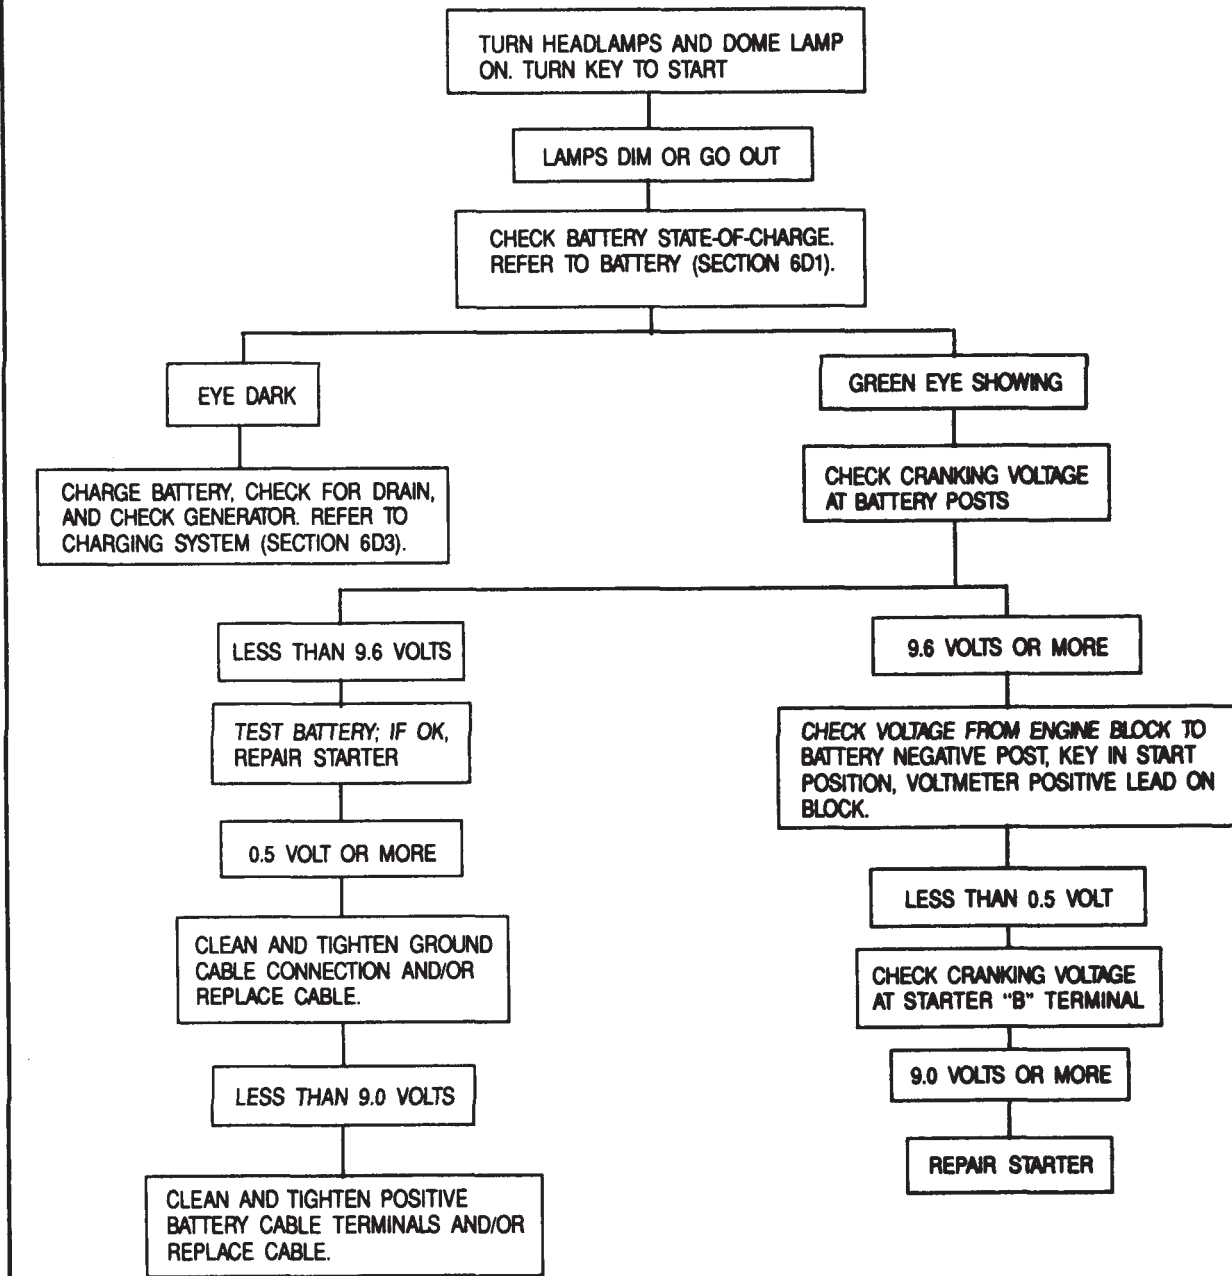 TURN HEADLAMPS AND DOME LAMP
ON. TURN KEY TO START
LAMPS DIM OR GO OUT
CHECK BATTERY STATE-OF-CHARGE.
REFER TO BATTERY (SECTION 6D1).
EYE DARK
CHARGE BATTERY, CHECK FOR DRAIN,
AND CHECK GENERATOR. REFER TO
CHARGING SYSTEM (SECTION 6D3).
GREEN EYE SHOWING
CHECK CRANKING VOLTAGE
AT BATTERY POSTS
LESS THAN 9.6 VOLTS
TEST BATTERY; IF OK,
REPAIR STARTER
0.5 VOLT OR MORE
CLEAN AND TIGHTEN GROUND
CABLE CONNECTION AND/OR
REPLACE CABLE.
LESS THAN 9.0 VOLTS
CLEAN AND TIGHTEN POSITIVE
BATTERY CABLE TERMINALS AND/OR
REPLACE CABLE.
9.6 VOLTS OR MORE
CHECK VOLTAGE FROM ENGINE BLOCK TO
BATTERY NEGATIVE POST, KEY IN START
POSITION, VOLTMETER POSITIVE LEAD ON
BLOCK.
LESS THAN 0.5 VOLT
CHECK CRANKING VOLTAGE
AT STARTER "B" TERMINAL
9.0 VOLTS OR MORE
REPAIR STARTER